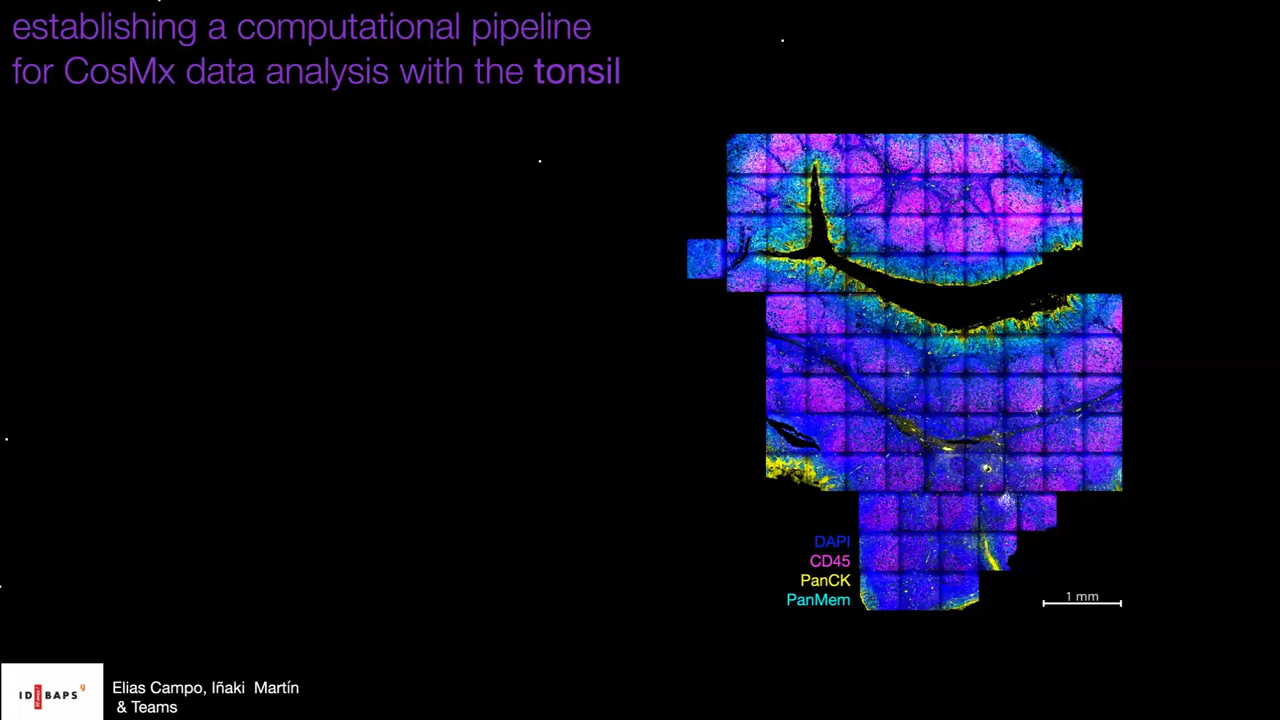 establishing a computational pipeline
for CosMx data analysis with the tonsil
DAPI
CD45
PanCK
PanMem
1 mm
IDIBAPS
Elias Campo, Iñaki Martín
& Teams